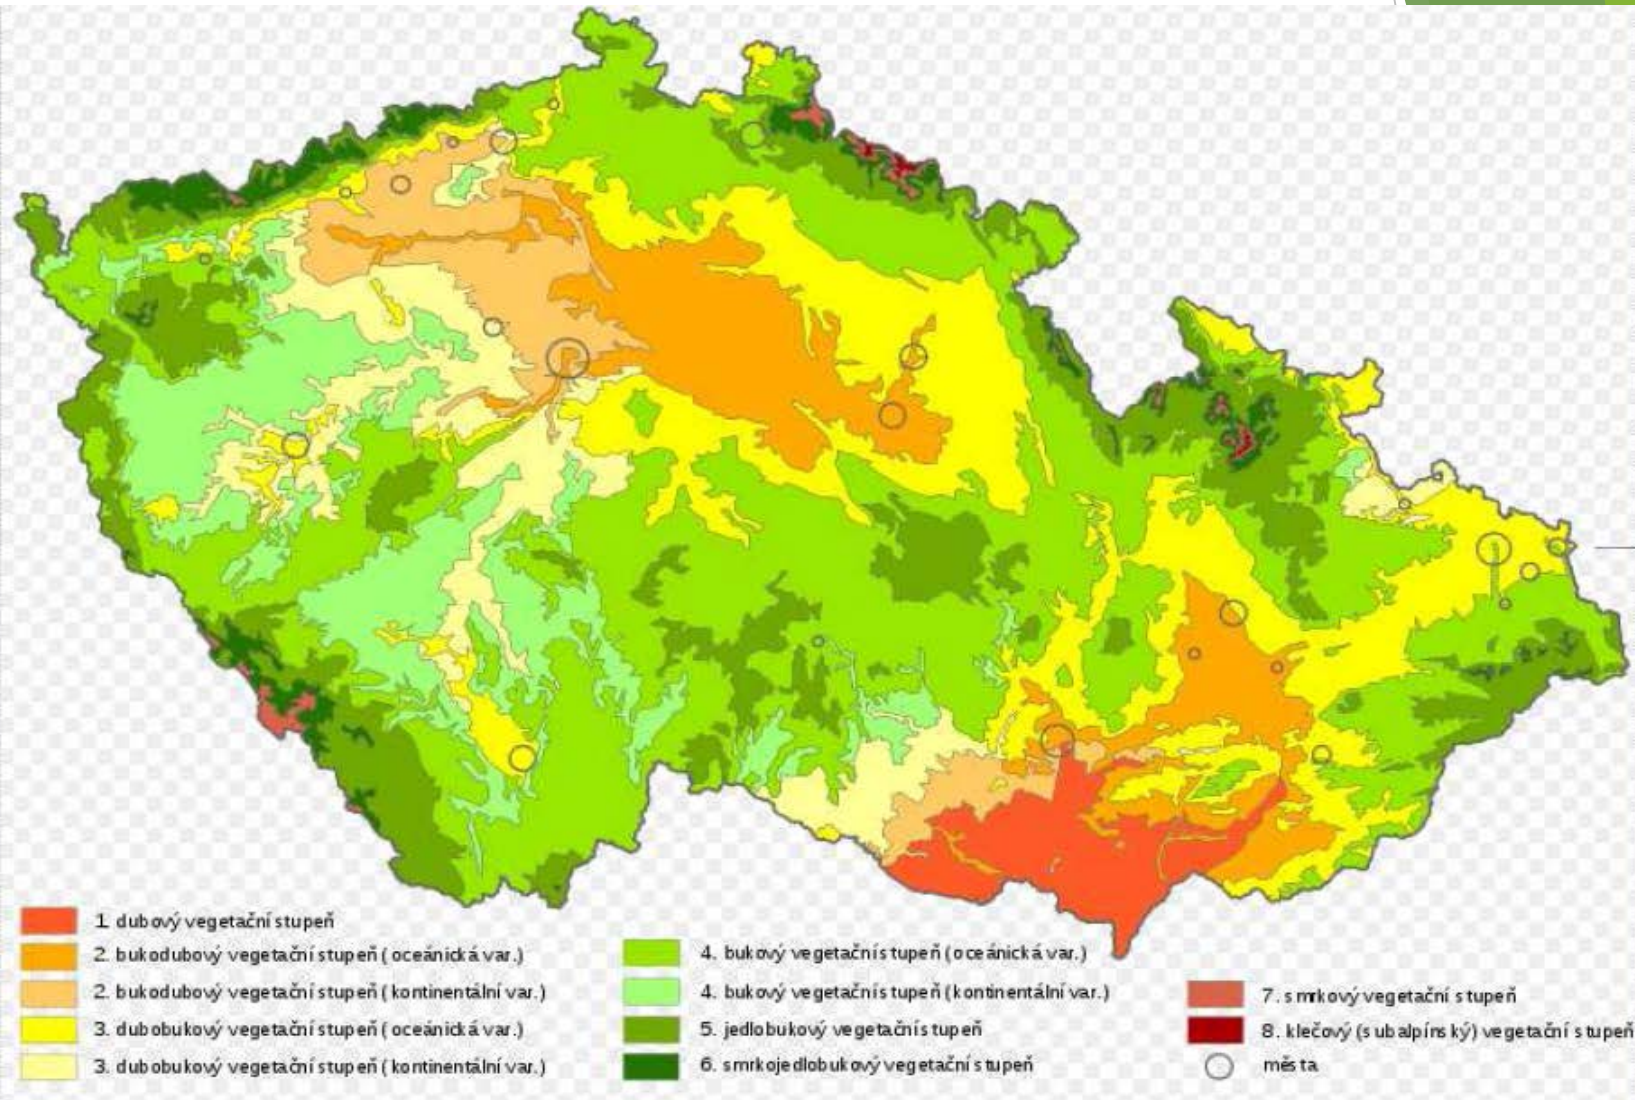 1. dubový vegetační stupeň
2. bukodubový vegetační stupeň (oceánická var.)
2. bukodubový vegetační stupeň (kontinentální var.)
3. dubobukový vegetační stupeň (oceánická var.)
3. dubobukový vegetační stupeň (kontinentální var.)
4. bukový vegetační stupeň (oceánická var.)
4. bukový vegetační stupeň (kontinentální var.)
5. jedlobukový vegetační stupeň
6. smrkojedlobukový vegetační stupeň
7. smrkový vegetační stupeň
8. klečový (subalpínský) vegetační stupeň
města